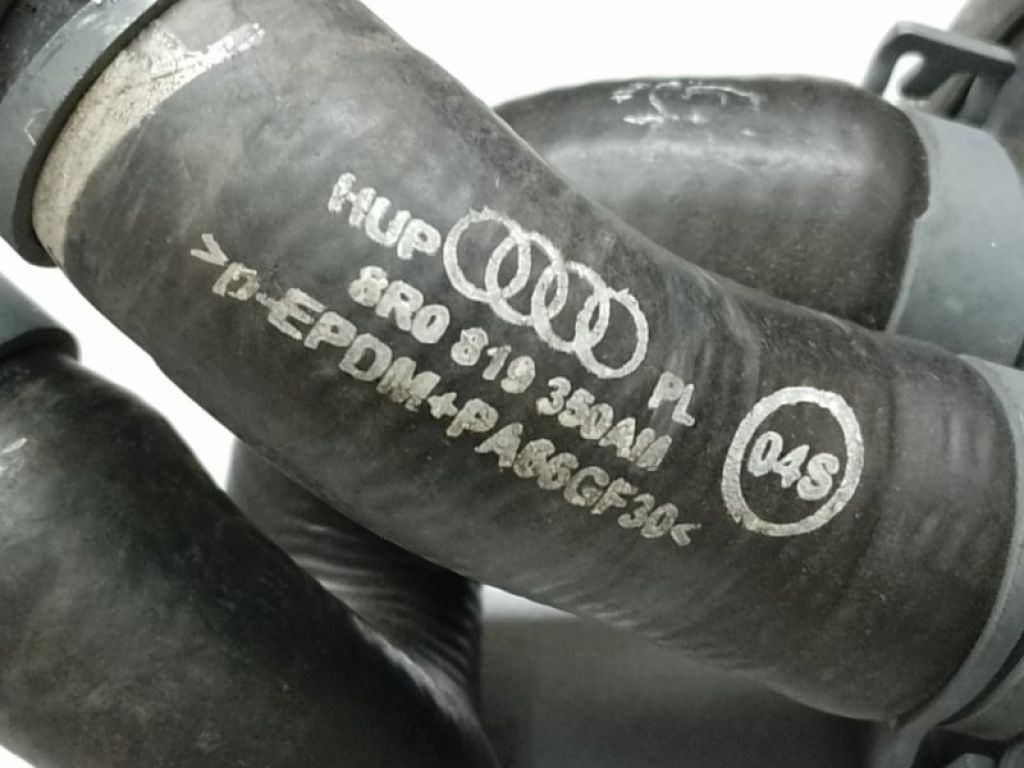 HUP
8R0 819 350AM PL
>P-EPDM+PA66GF30<
04S